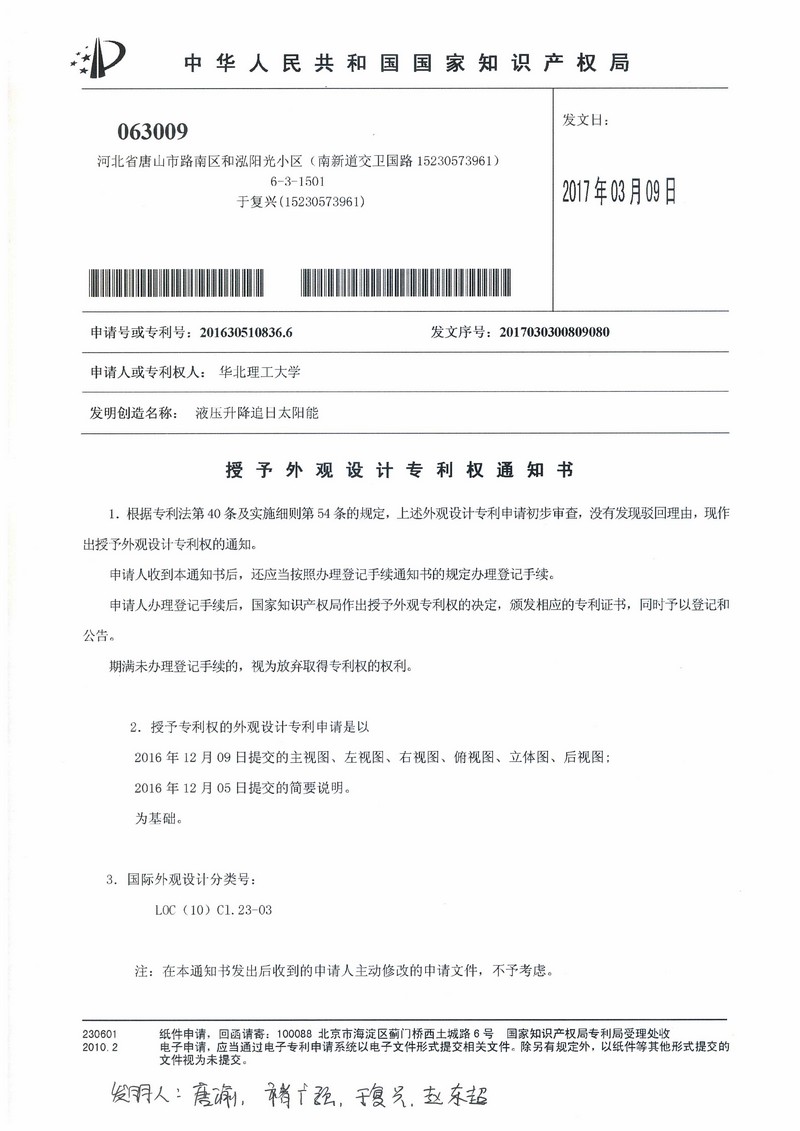 中华人民共和国国家知识产权局
063009
发文日：
河北省唐山市路南区和泓阳光小区（南新道交卫国路 15230573961）
6-3-1501
于复兴(15230573961)
2017年03月09日
申请号或专利号：201630510836.6
发文序号：2017030300809080
申请人或专利权人： 华北理工大学
发明创造名称： 液压升降追日太阳能
授予外观设计专利权通知书
1. 根据专利法第 40 条及实施细则第 54 条的规定，上述外观设计专利申请初步审查，没有发现驳回理由，现作
出授予外观设计专利权的通知。
申请人收到本通知书后，还应当按照办理登记手续通知书的规定办理登记手续。
申请人办理登记手续后，国家知识产权局作出授予外观专利权的决定，颁发相应的专利证书，同时予以登记和
公告。
期满未办理登记手续的，视为放弃取得专利权的权利。
2. 授予专利权的外观设计专利申请是以
2016 年 12 月 09 日提交的主视图、左视图、右视图、俯视图、立体图、后视图;
2016 年 12 月 05 日提交的简要说明。
为基础。
3. 国际外观设计分类号：
LOC（10）Cl.23-03
注：在本通知书发出后收到的申请人主动修改的申请文件，不予考虑。
230601 纸件申请，回函请寄：100088 北京市海淀区蓟门桥西土城路 6 号 国家知识产权局专利局受理处收
2010.2 电子申请，应当通过电子专利申请系统以电子文件形式提交相关文件。除另有规定外，以纸件等其他形式提交的
文件视为未提交。
发明人：唐瑜，褚广强，于复兴，赵东超